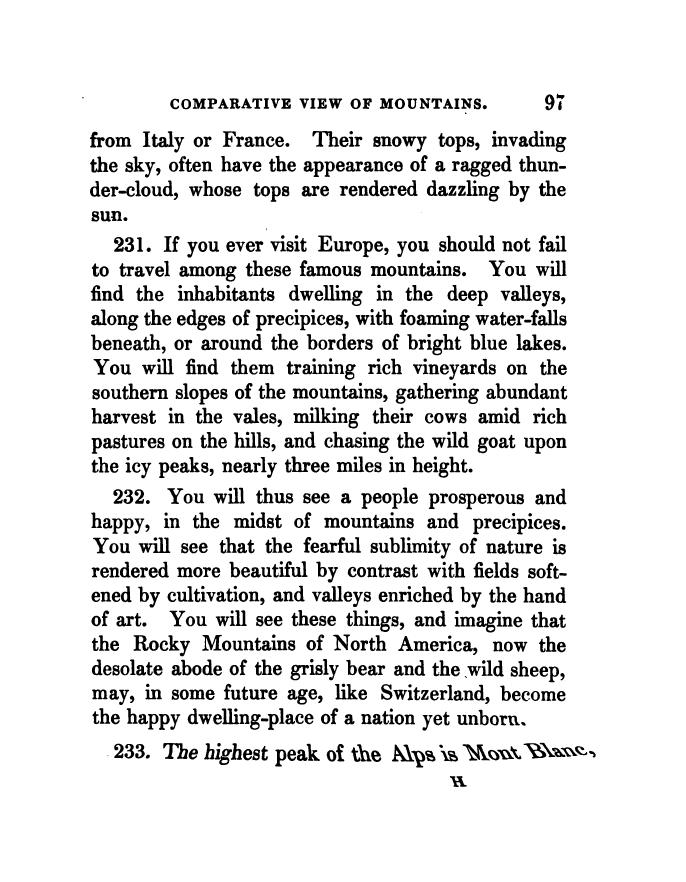 COMPARATIVE VIEW OF MOUNTAINS. 97
from Italy or France. Their snowy tops, invading
the sky, often have the appearance of a ragged thun-
der-cloud, whose tops are rendered dazzling by the
sun.
231. If you ever visit Europe, you should not fail
to travel among these famous mountains. You will
find the inhabitants dwelling in the deep valleys,
along the edges of precipices, with foaming water-falls
beneath, or around the borders of bright blue lakes.
You will find them training rich vineyards on the
southern slopes of the mountains, gathering abundant
harvest in the vales, milking their cows amid rich
pastures on the hills, and chasing the wild goat upon
the icy peaks, nearly three miles in height.
232. You will thus see a people prosperous and
happy, in the midst of mountains and precipices.
You will see that the fearful sublimity of nature is
rendered more beautiful by contrast with fields soft-
ened by cultivation, and valleys enriched by the hand
of art. You will see these things, and imagine that
the Rocky Mountains of North America, now the
desolate abode of the grisly bear and the wild sheep,
may, in some future age, like Switzerland, become
the happy dwelling-place of a nation yet unborn.
233. The highest peak of the Alps is Mont Blanc,
H